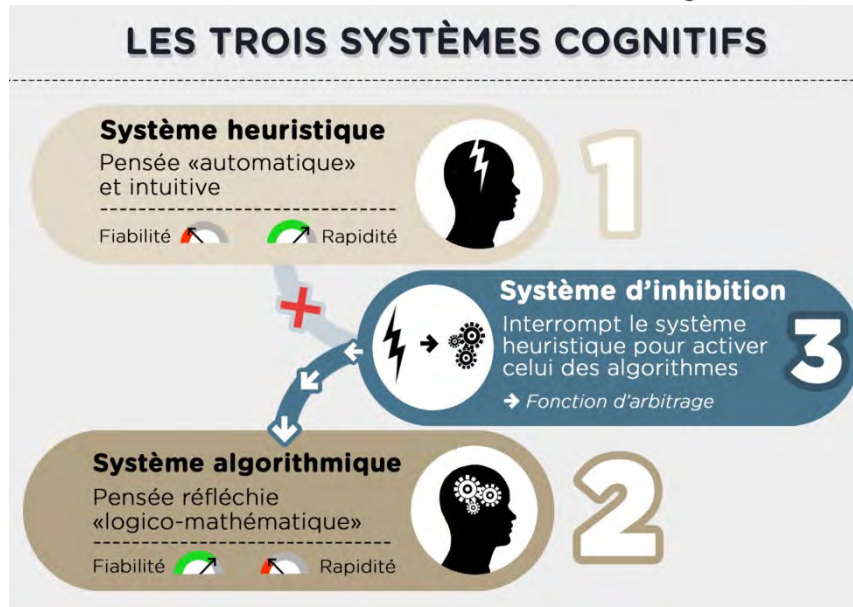 LES TROIS SYSTÈMES COGNITIFS
Système heuristique
Pensée «automatique»
et intuitive
Fiabilité
Rapidité
1
Système d'inhibition
Interrompt le système
heuristique pour activer
celui des algorithmes
➔ Fonction d'arbitrage
3
Système algorithmique
Pensée réfléchie
«logico-mathématique»
Fiabilité
Rapidité
2